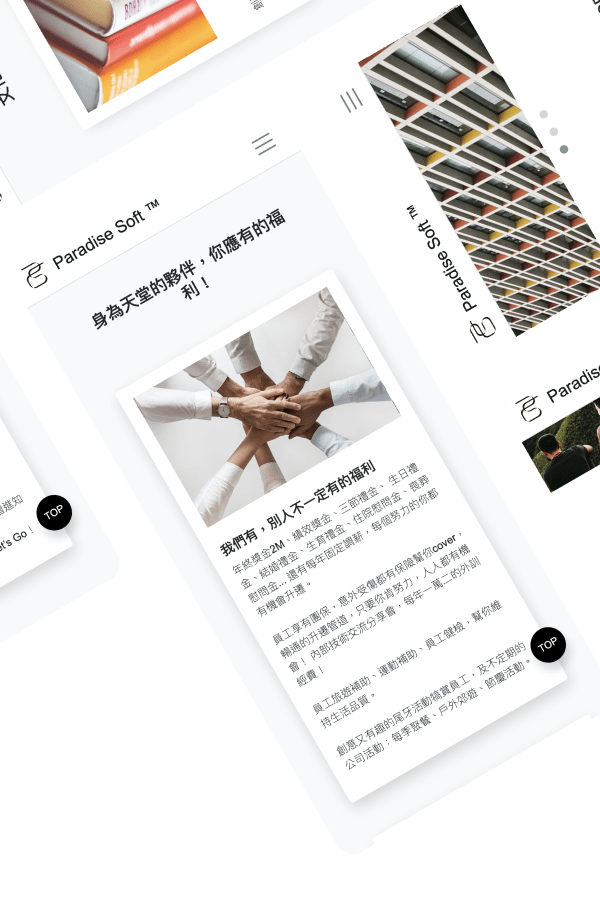 Paradise Soft ™
身為天堂的夥伴，你應有的福
利！
我們有，別人不一定有的福利
年終獎金2M、績效獎金、三節禮金、 生日禮
金、結婚禮金、生育禮金、住院慰問金、喪葬
慰問金... 還有每年固定調薪，每個努力的你都
有機會升遷。
員工享有團保，意外受傷都有保險幫你cover，
暢通的升遷管道，只要你肯努力，人人都有機
會！ 內部技術交流分享會，每年一萬二的外訓
經費！
員工旅遊補助、運動補助、員工健檢，幫你維
持生活品質。
創意又有趣的尾牙活動犒賞員工，及不定期的
公司活動：每季聚餐、戶外郊遊、節慶活動。
TOP
Paradise Soft ™
Paradise
進知
et's Go！
TOP